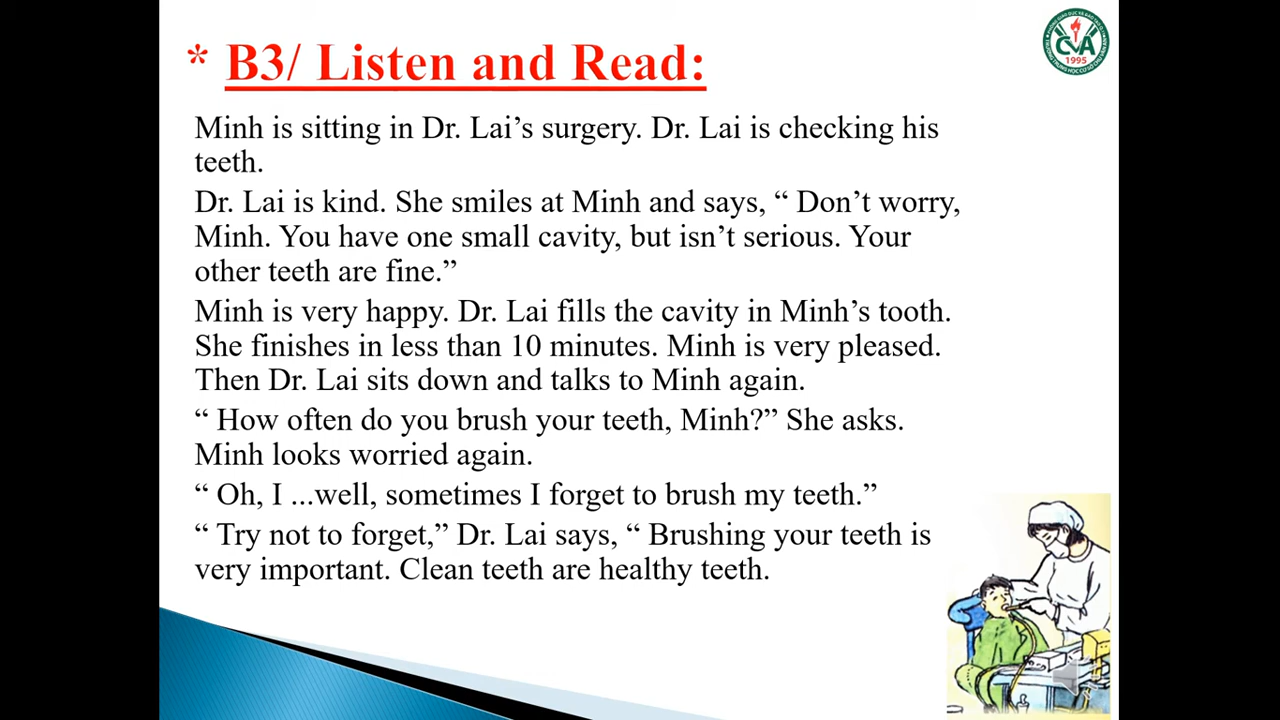 * B3/ Listen and Read:
CVA
1995
Minh is sitting in Dr. Lai’s surgery. Dr. Lai is checking his
teeth.
Dr. Lai is kind. She smiles at Minh and says, “ Don’t worry,
Minh. You have one small cavity, but isn’t serious. Your
other teeth are fine.”
Minh is very happy. Dr. Lai fills the cavity in Minh’s tooth.
She finishes in less than 10 minutes. Minh is very pleased.
Then Dr. Lai sits down and talks to Minh again.
“ How often do you brush your teeth, Minh?” She asks.
Minh looks worried again.
“ Oh, I ...well, sometimes I forget to brush my teeth.”
“ Try not to forget,” Dr. Lai says, “ Brushing your teeth is
very important. Clean teeth are healthy teeth.